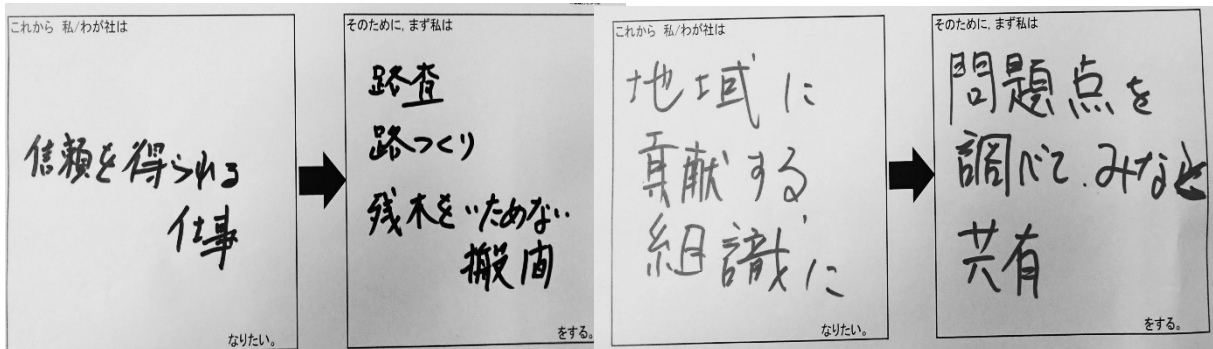 これから 私/わが社は
信頼を得られる
仕事
なりたい。
そのために, まず私は
路査
路つくり
残木をいためない
搬
をする。
これから 私/わが社は
地域に
貢献する
組識に
なりたい。
そのために, まず私は
問題点を
調べて、みなと
共有
をする。